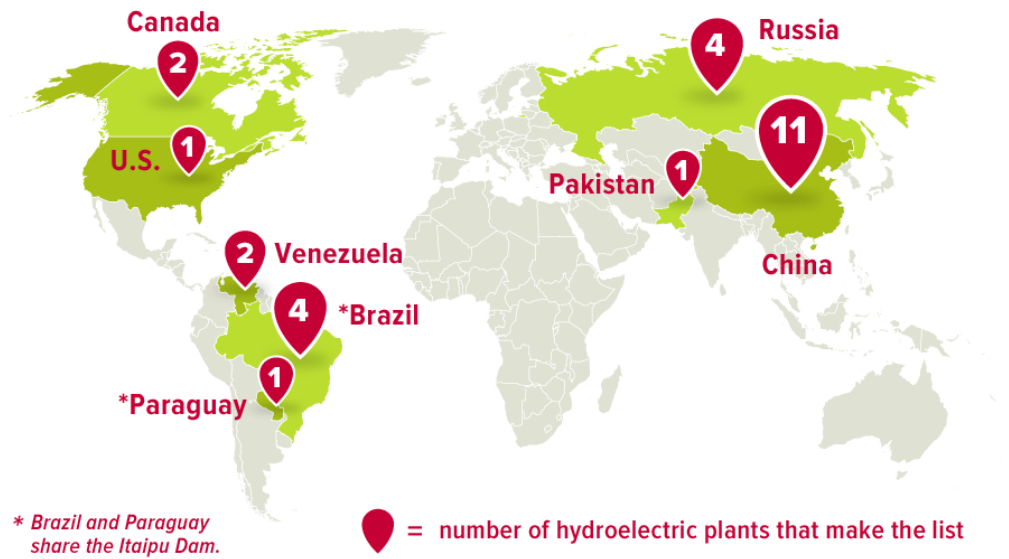 Canada
2
4
Russia
U.S.
1
11
Pakistan
1
China
2
Venezuela
4
*Brazil
1
*Paraguay
* Brazil and Paraguay
share the Itaipu Dam.
= number of hydroelectric plants that make the list